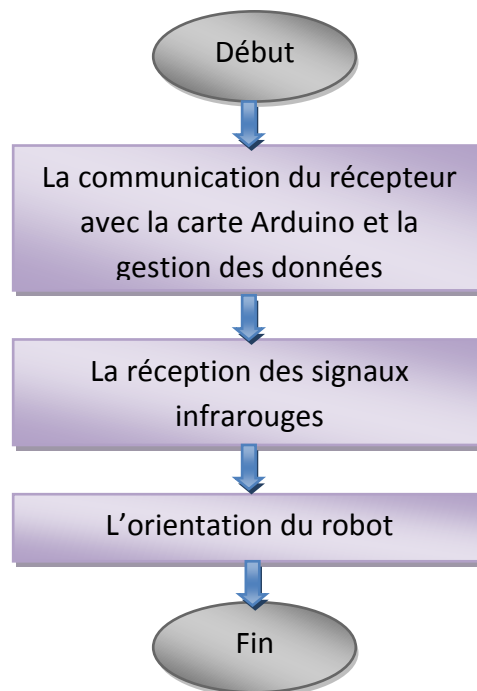 Début
La communication du récepteur
avec la carte Arduino et la
gestion des données
La réception des signaux
infrarouges
L’orientation du robot
Fin